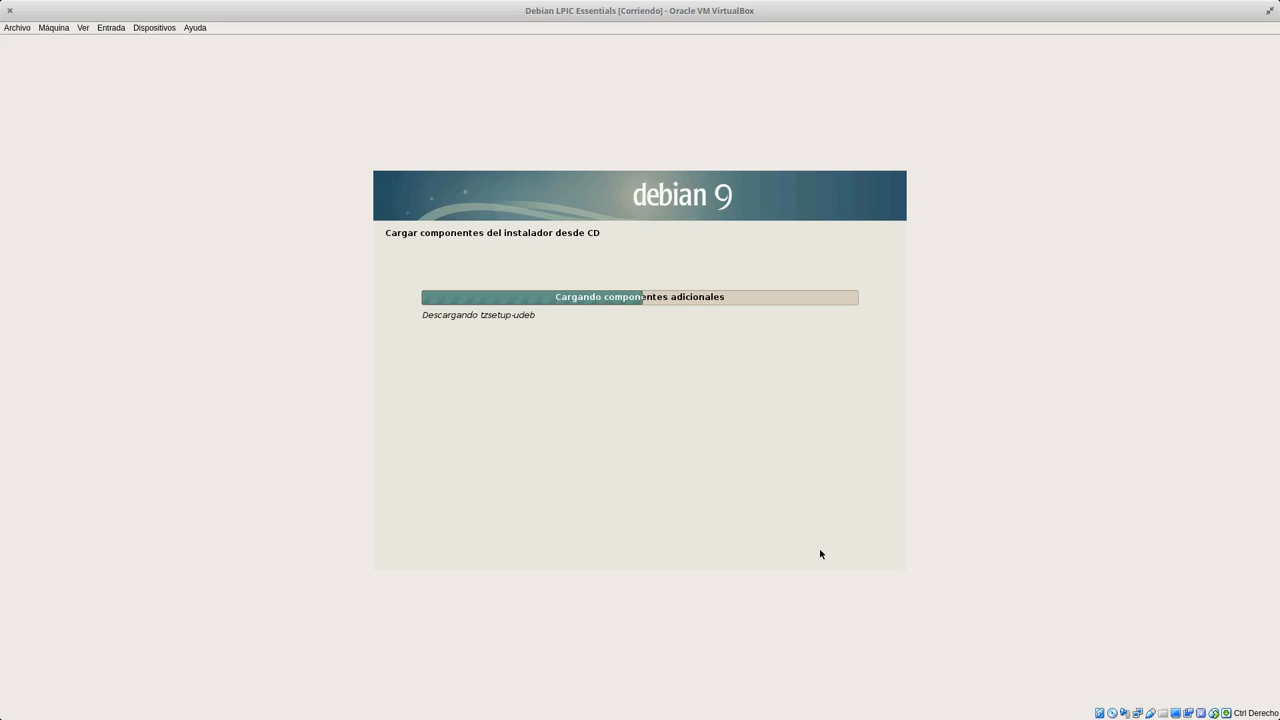 Debian LPIC Essentials [Corriendo] - Oracle VM VirtualBox
Archivo Máquina Ver Entrada Dispositivos Ayuda
debian 9
Cargar componentes del instalador desde CD
Cargando componentes adicionales
Descargando tzsetup-udeb
Ctrl Derecho